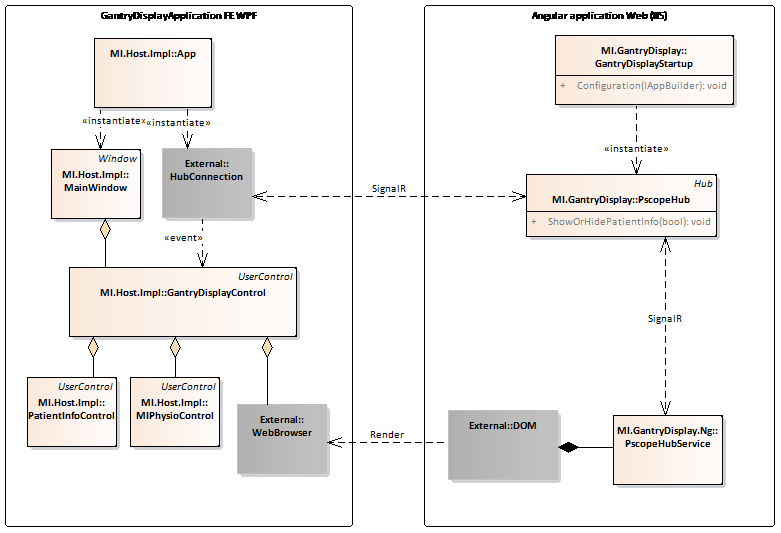 GantryDisplayApplication FE WPF
MI.Host.Impl::App
«instantiate»
«instantiate»
Window
MI.Host.Impl::
MainWindow
External::
HubConnection
«event»
UserControl
MI.Host.Impl::GantryDisplayControl
UserControl
MI.Host.Impl::
PatientInfoControl
UserControl
MI.Host.Impl::
MIPhysioControl
External::
WebBrowser
SignalR
Render
Angular application Web (IIS)
MI.GantryDisplay::
GantryDisplayStartup
+ Configuration(IAppBuilder): void
«instantiate»
Hub
MI.GantryDisplay::PscopeHub
+ ShowOrHidePatientInfo(bool): void
SignalR
External::DOM
MI.GantryDisplay.Ng::
PscopeHubService